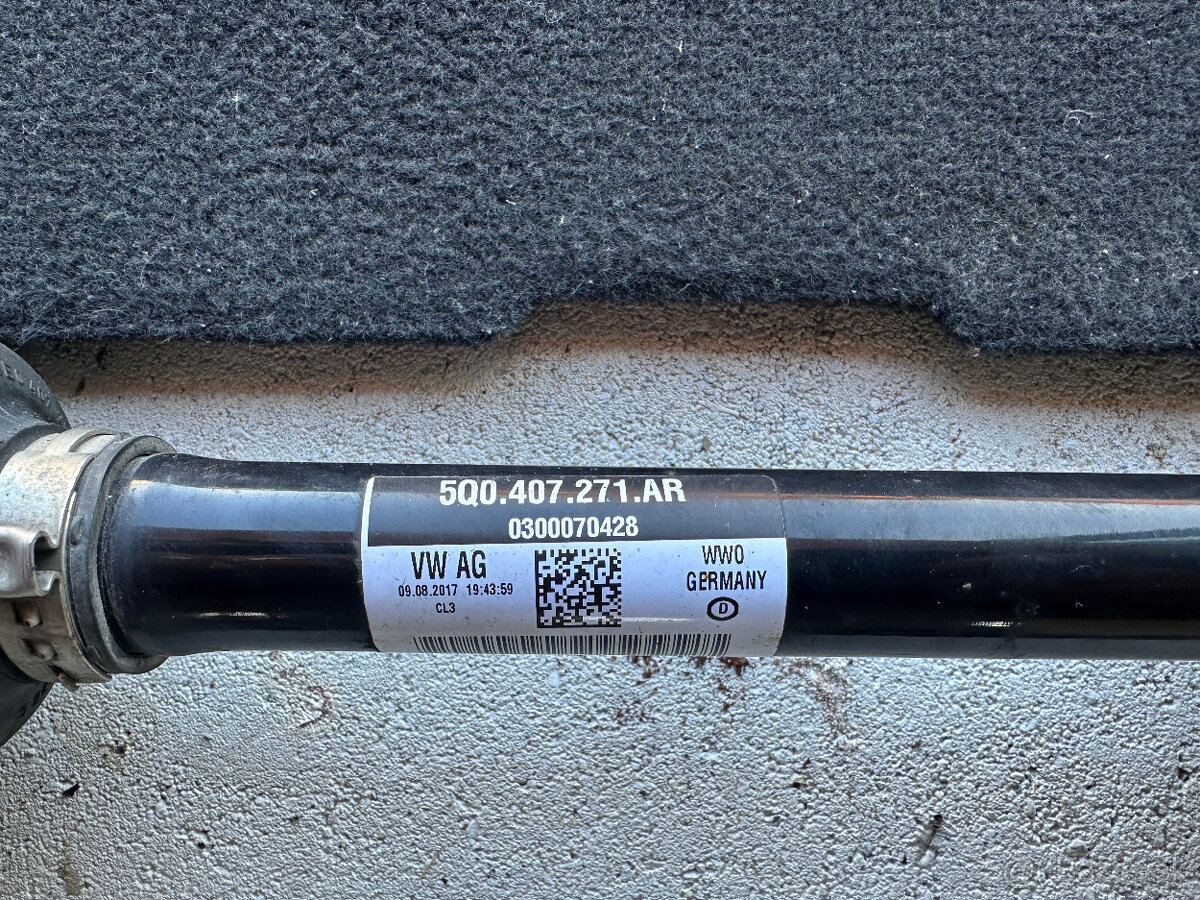 5Q0.407.271.AR
0300070428
VW AG
09.08.2017 19:43:59
CL3
WWO
GERMANY
D